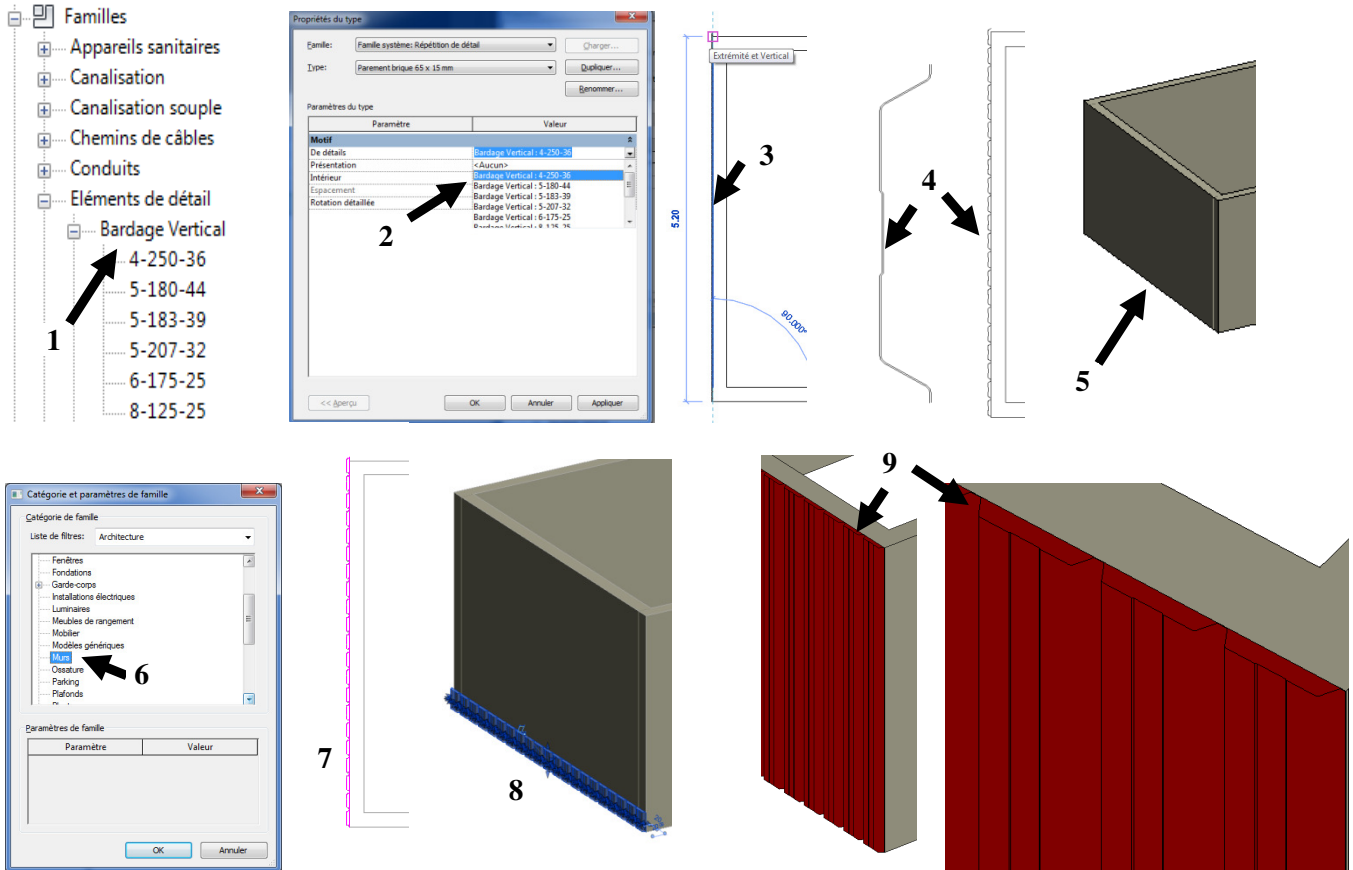 Familles
Appareils sanitaires
Canalisation
Canalisation souple
Chemins de câbles
Conduits
Eléments de détail
Bardage Vertical
4-250-36
5-180-44
5-183-39
5-207-32
6-175-25
8-125-25
1
Propriétés du type
Famille: Famille système: Répétition de détail Charger...
Type: Parement brique 65 x 15 mm Dupliquer...
Renommer...
Paramètres du type
Paramètre Valeur
Motif
De détails Bardage Vertical : 4-250-36
Présentation <Aucun>
Intérieur Bardage Vertical : 4-250-36
Espacement Bardage Vertical : 5-180-44
Rotation détaillée Bardage Vertical : 5-183-39
Bardage Vertical : 5-207-32
Bardage Vertical : 6-175-25
Bardage Vertical : 8-125-25
2
<< Aperçu OK Annuler Appliquer
Extrémité et Vertical
5.20
90.000°
3
4
5
Catégorie et paramètres de famille
Catégorie de famille
Liste de filtres: Architecture
Fenêtres
Fondations
Garde-corps
Installations électriques
Luminaires
Meubles de rangement
Mobilier
Modèles génériques
Murs
Ossature
Parking
Plafonds
6
Paramètres de famille
Paramètre Valeur
OK Annuler
7
8
9